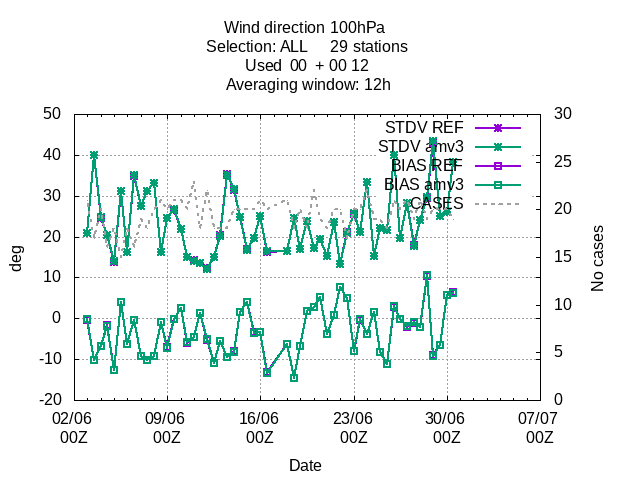 Wind direction 100hPa
Selection: ALL     29 stations
Used  00  + 00 12
Averaging window: 12h
50
40
30
20
10
0
-10
-20
30
25
20
15
10
5
0
STDV REF
STDV amv3
BIAS REF
BIAS amv3
CASES
deg
No cases
02/06 09/06 16/06 23/06 30/06 07/07
00Z 00Z 00Z 00Z 00Z 00Z
Date